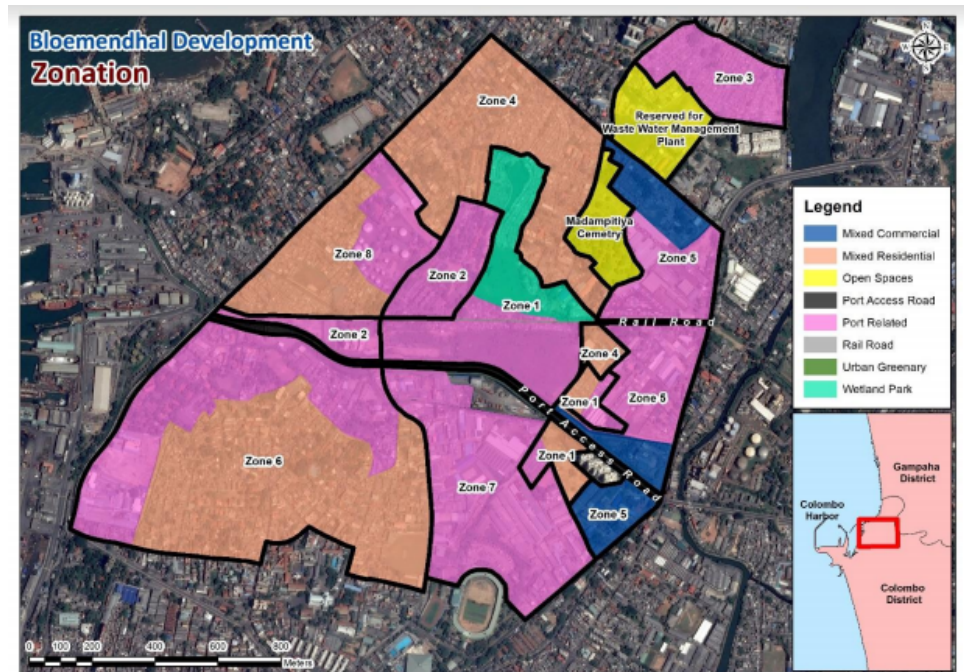 Bloemendhal Development
Zonation
N
W E
S
Zone 3
Zone 4
Reserved for
Waste Water Management
Plant
Madampitiya
Cemetry
Zone 8
Zone 5
Zone 2
Zone 1
Zone 2
Rail Road
Zone 4
Zone 1
Zone 5
Port Access Road
Zone 1
Zone 6
Zone 7
Zone 5
Legend
Mixed Commercial
Mixed Residential
Open Spaces
Port Access Road
Port Related
Rail Road
Urban Greenary
Wetland Park
Gampaha
District
Colombo
Harbor
Colombo
District
0 100 200 400 600 800
Meters